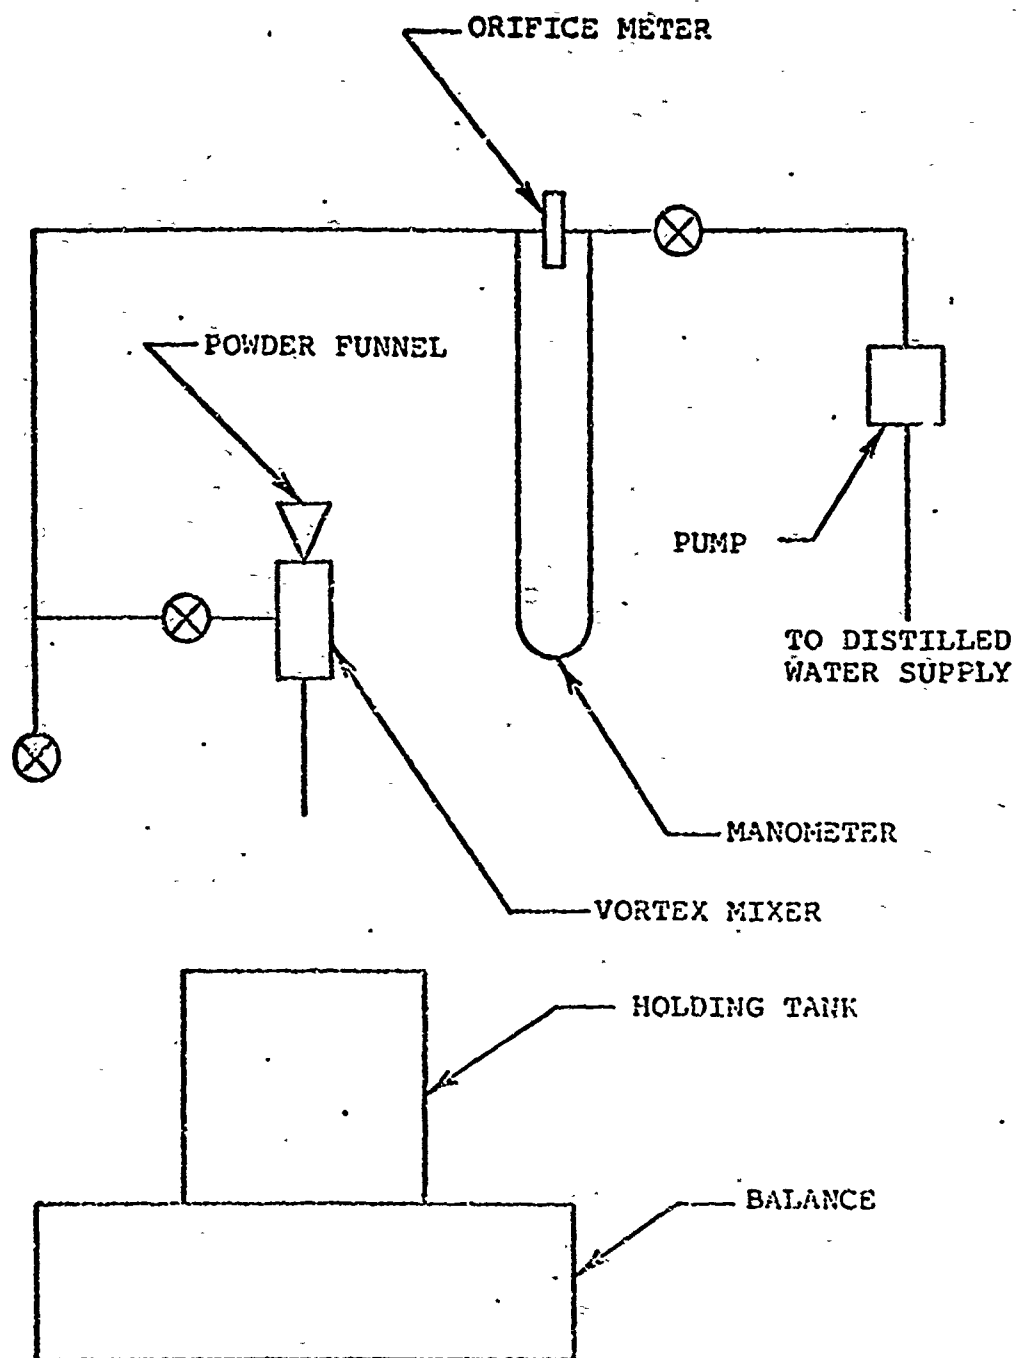 ORIFICE METER
POWDER FUNNEL
PUMP
TO DISTILLED
WATER SUPPLY
MANOMETER
VORTEX MIXER
HOLDING TANK
BALANCE